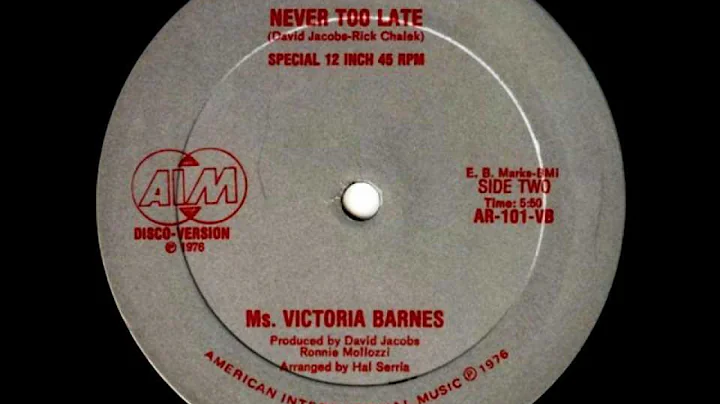 NEVER TOO LATE
(David Jacobs-Rick Chalek)
SPECIAL 12 INCH 45 RPM
AIM
DISCO-VERSION
℗ 1976
E. B. Marks-BMI
SIDE TWO
Time: 5:50
AR-101-VB
Ms. VICTORIA BARNES
Produced by David Jacobs
Ronnie Mollozzi
Arranged by Hal Serria
AMERICAN MUSIC ℗ 1976